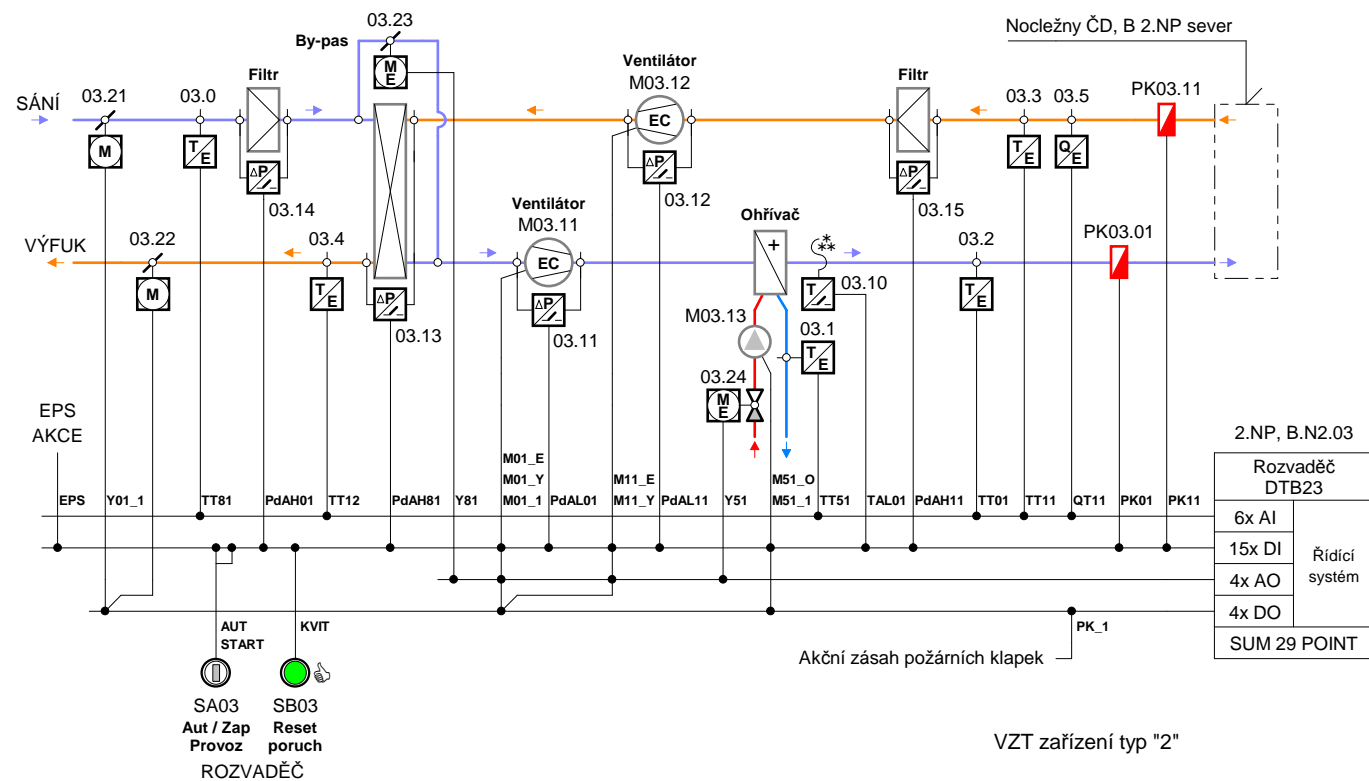 03.23
By-pas
M
E
Nocležny ČD, B 2.NP sever
Ventilátor
M03.12
Filtr
Filtr
SÁNÍ
03.21
03.0
03.3
03.5
PK03.11
EC
M
T
E
ΔP
ΔP
ΔP
T
E
Q
E
03.14
03.12
03.15
Ventilátor
M03.11
Ohřívač
VÝFUK
03.22
03.4
03.2
PK03.01
EC
+
M
T
E
ΔP
ΔP
T
T
E
03.13
03.11
03.10
M03.13
03.1
T
E
03.24
M
E
EPS
AKCE
2.NP, B.N2.03
Rozvaděč
DTB23
M01_E
M01_Y
M01_1
M11_E
M11_Y
M51_O
M51_1
EPS
Y01_1
TT81
PdAH01
TT12
PdAH81
Y81
PdAL01
PdAL11
Y51
TT51
TAL01
PdAH11
TT01
TT11
QT11
PK01
PK11
6x AI
15x DI
4x AO
4x DO
Řídící
systém
SUM 29 POINT
AUT
START
KVIT
PK_1
Akční zásah požárních klapek
SA03
Aut / Zap
Provoz
SB03
Reset
poruch
ROZVADĚČ
VZT zařízení typ "2"